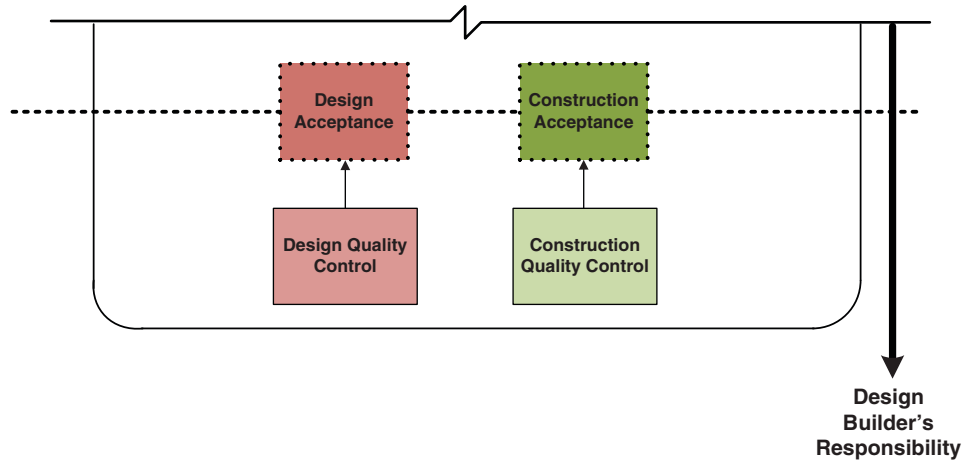 Design
Acceptance
Construction
Acceptance
Design Quality
Control
Construction
Quality Control
Design
Builder's
Responsibility